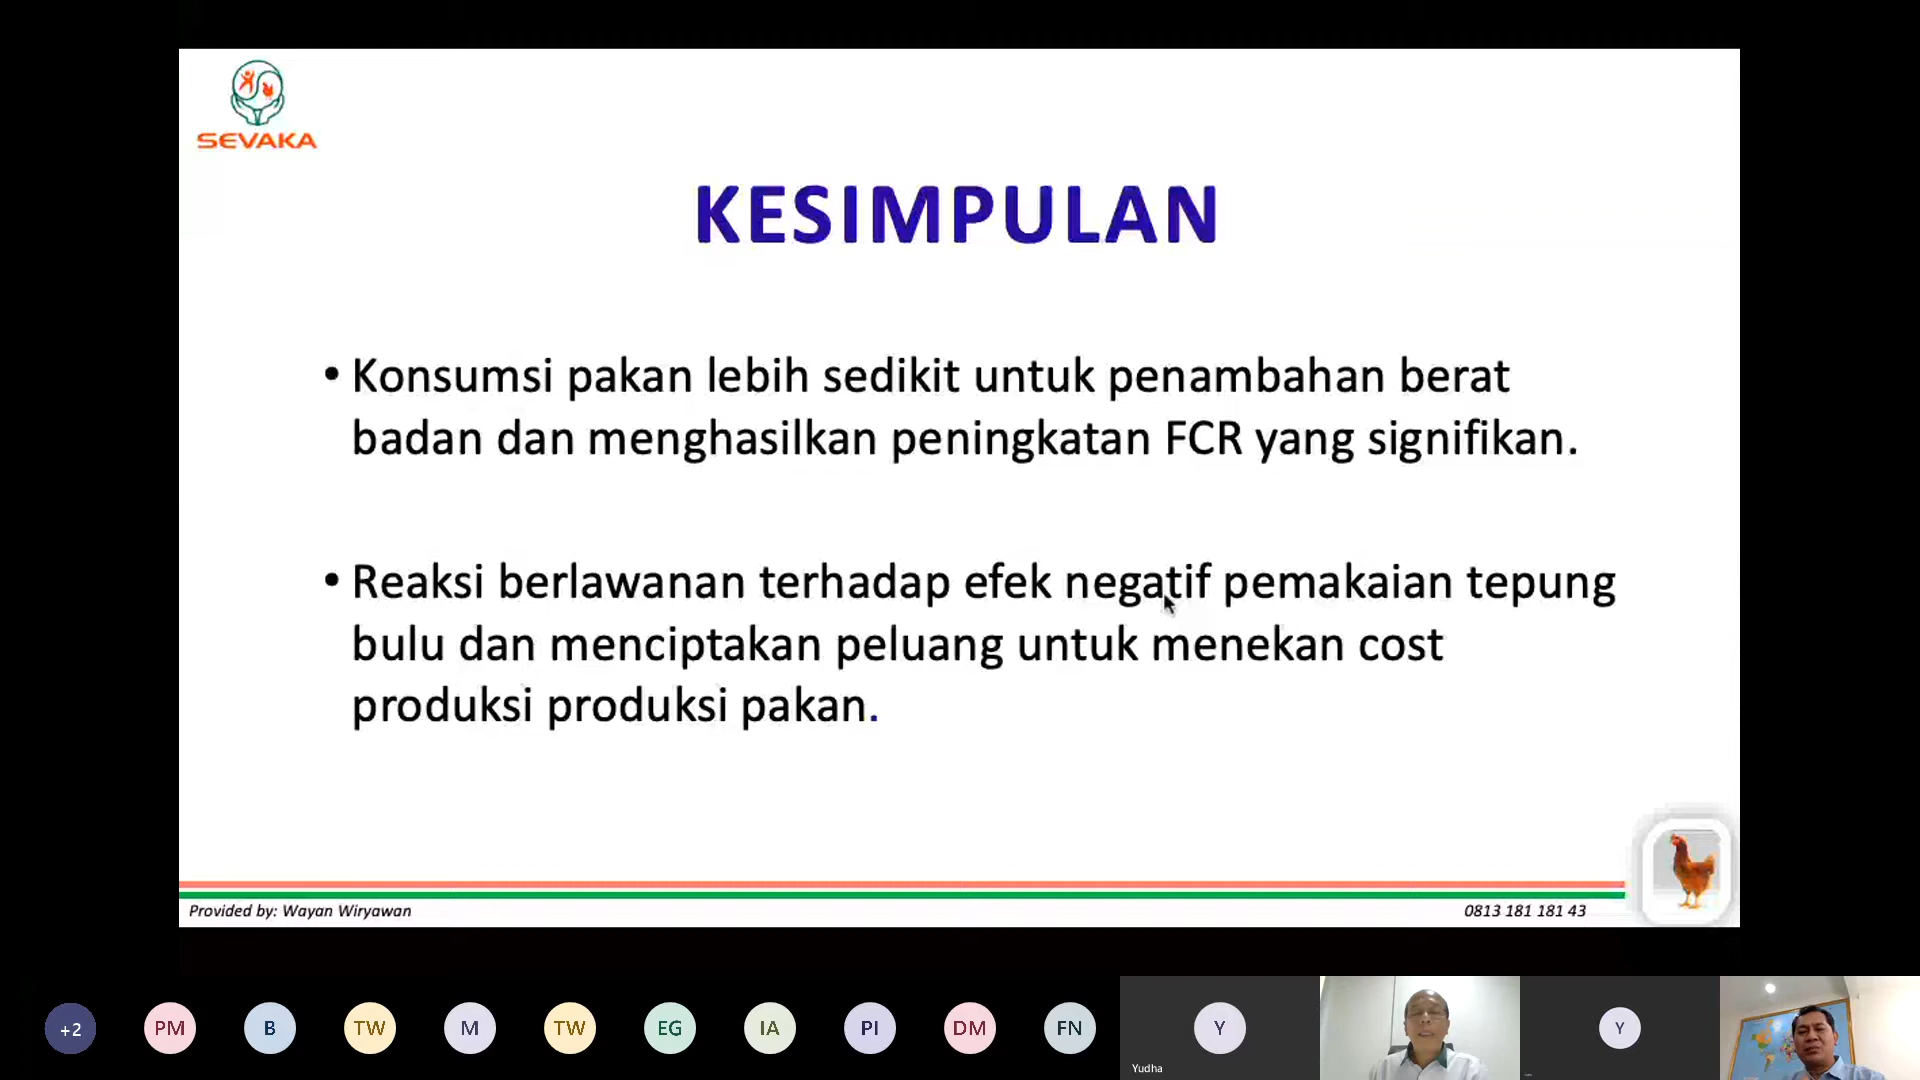 SEVAKA
KESIMPULAN
• Konsumsi pakan lebih sedikit untuk penambahan berat
badan dan menghasilkan peningkatan FCR yang signifikan.
• Reaksi berlawanan terhadap efek negatif pemakaian tepung
bulu dan menciptakan peluang untuk menekan cost
produksi produksi pakan.
Provided by: Wayan Wiryawan
0813 181 181 43
+2
PM
B
TW
M
TW
EG
IA
PI
DM
FN
Y
Yudha
Y